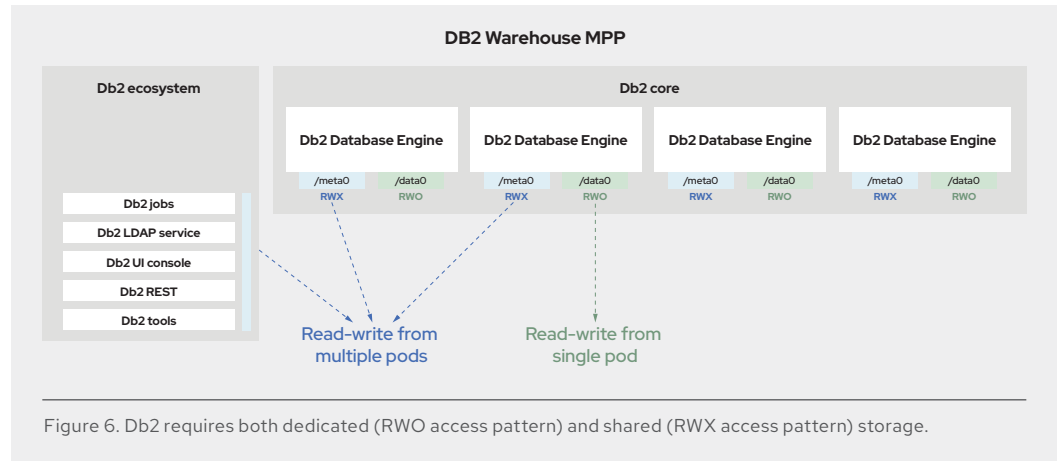 DB2 Warehouse MPP
Db2 ecosystem
Db2 jobs
Db2 LDAP service
Db2 UI console
Db2 REST
Db2 tools
Db2 core
Db2 Database Engine
/meta0 /data0
RWX RWO
Db2 Database Engine
/meta0 /data0
RWX RWO
Db2 Database Engine
/meta0 /data0
RWX RWO
Db2 Database Engine
/meta0 /data0
RWX RWO
Read-write from
multiple pods
Read-write from
single pod
Figure 6. Db2 requires both dedicated (RWO access pattern) and shared (RWX access pattern) storage.